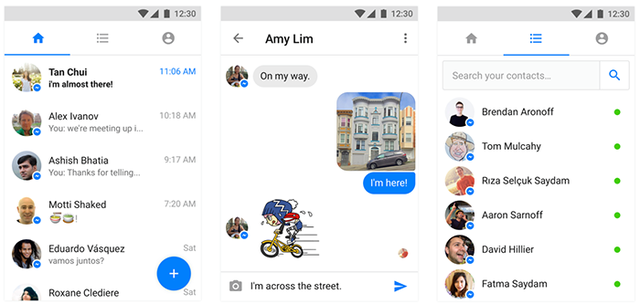 12:30
Tan Chui
11:06 AM
i'm almost there!
Alex Ivanov
10:18 AM
You: we're meeting up i...
Ashish Bhatia
9:17 AM
You: Thanks for telling...
Motti Shaked
7:20 AM
!
Eduardo Vásquez
Sat
vamos juntos?
Roxane Clediere
Sat
12:30
Amy Lim
On my way.
I'm here!
I'm across the street.
12:30
Search your contacts...
Brendan Aronoff
Tom Mulcahy
Rıza Selçuk Saydam
Aaron Sarnoff
David Hillier
Fatma Saydam